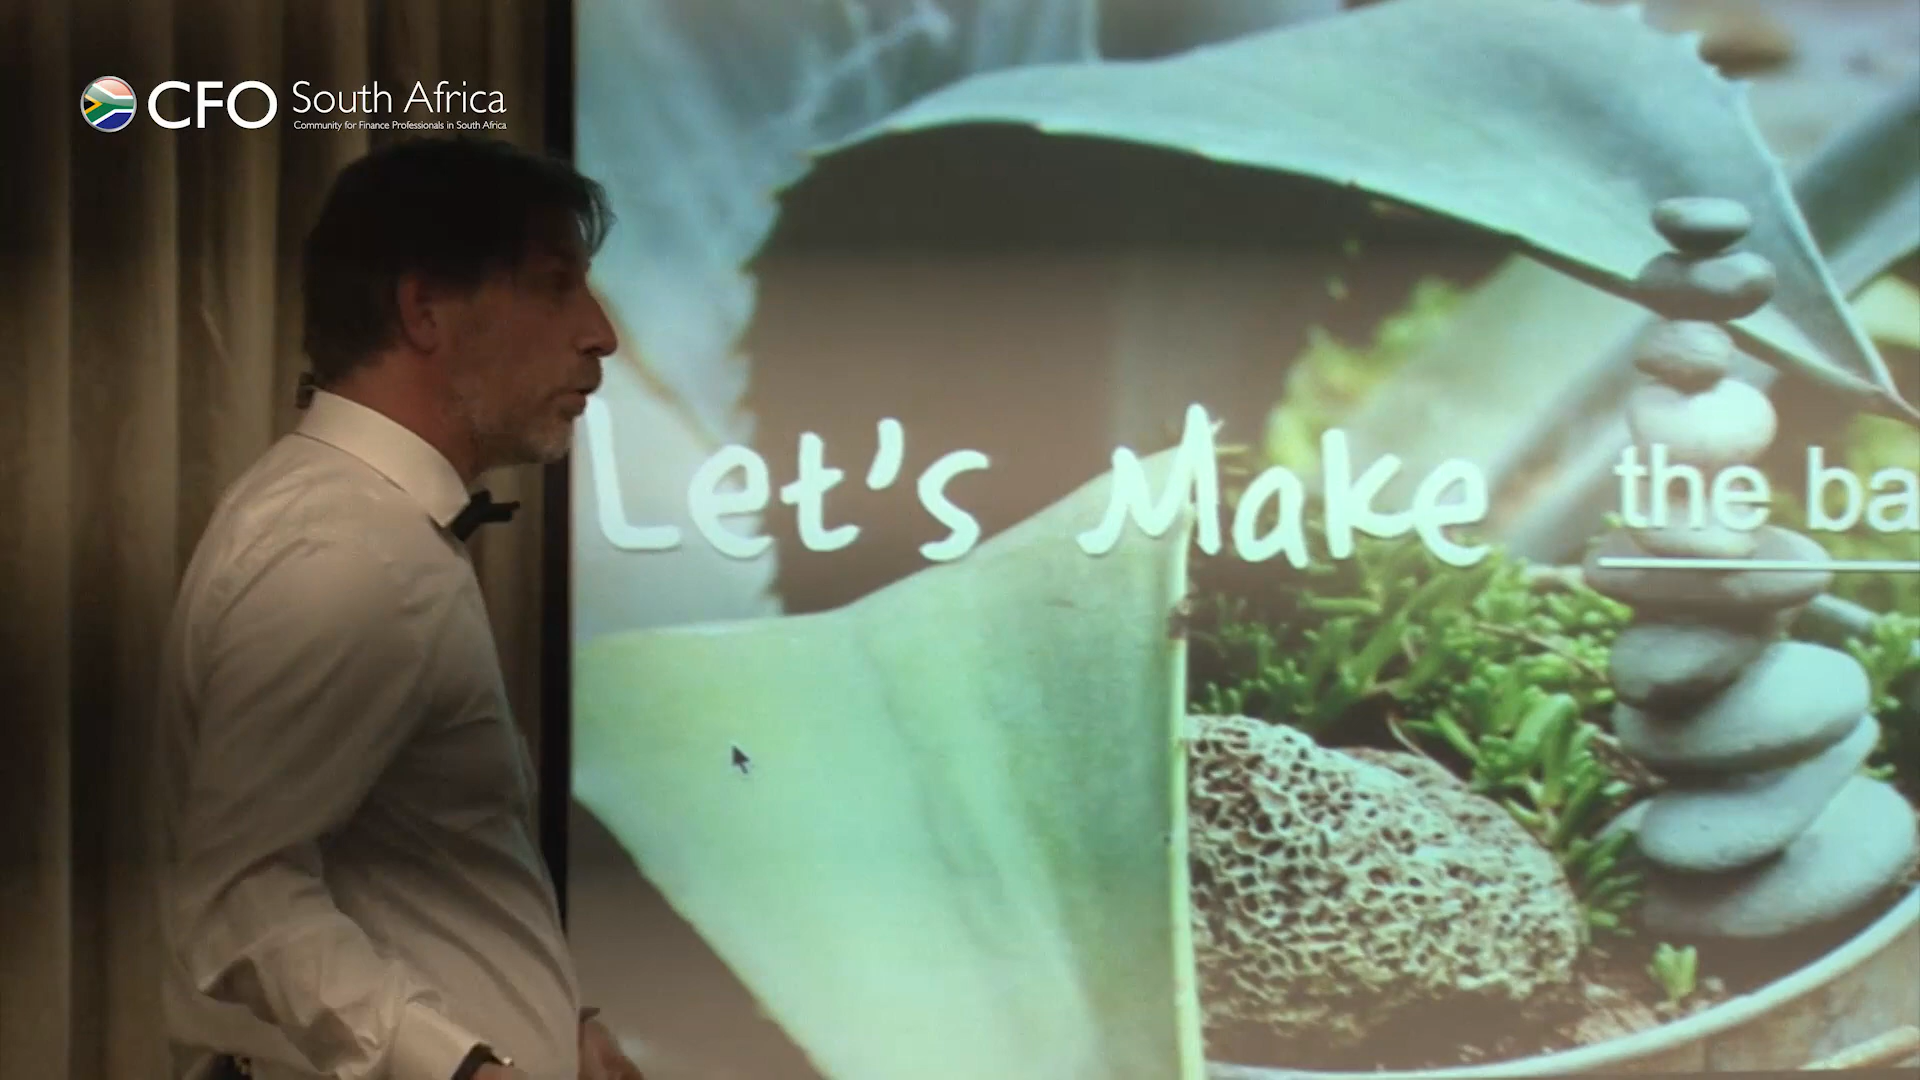 CFO South Africa
Community for Finance Professionals in South Africa
Let's Make the ba